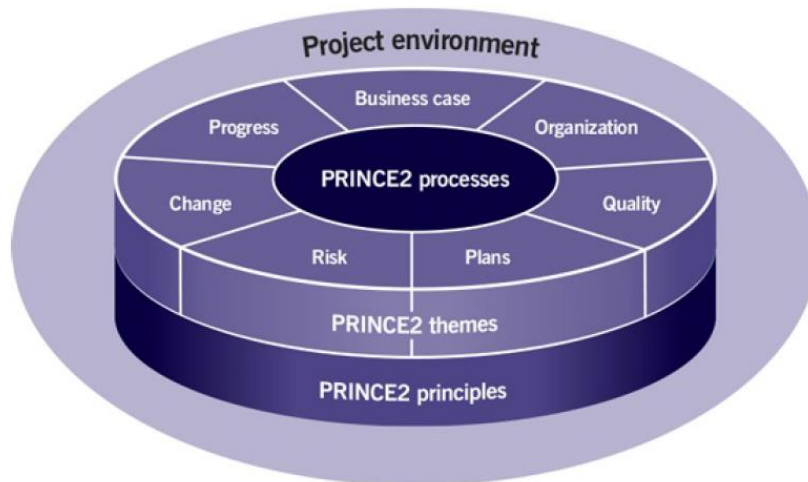 Project environment
Business case
Progress
Organization
PRINCE2 processes
Change
Quality
Risk
Plans
PRINCE2 themes
PRINCE2 principles